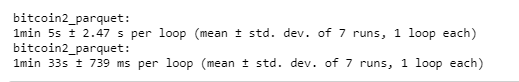 bitcoin2_parquet:
1min 5s ± 2.47 s per loop (mean ± std. dev. of 7 runs, 1 loop each)
bitcoin2_parquet:
1min 33s ± 739 ms per loop (mean ± std. dev. of 7 runs, 1 loop each)